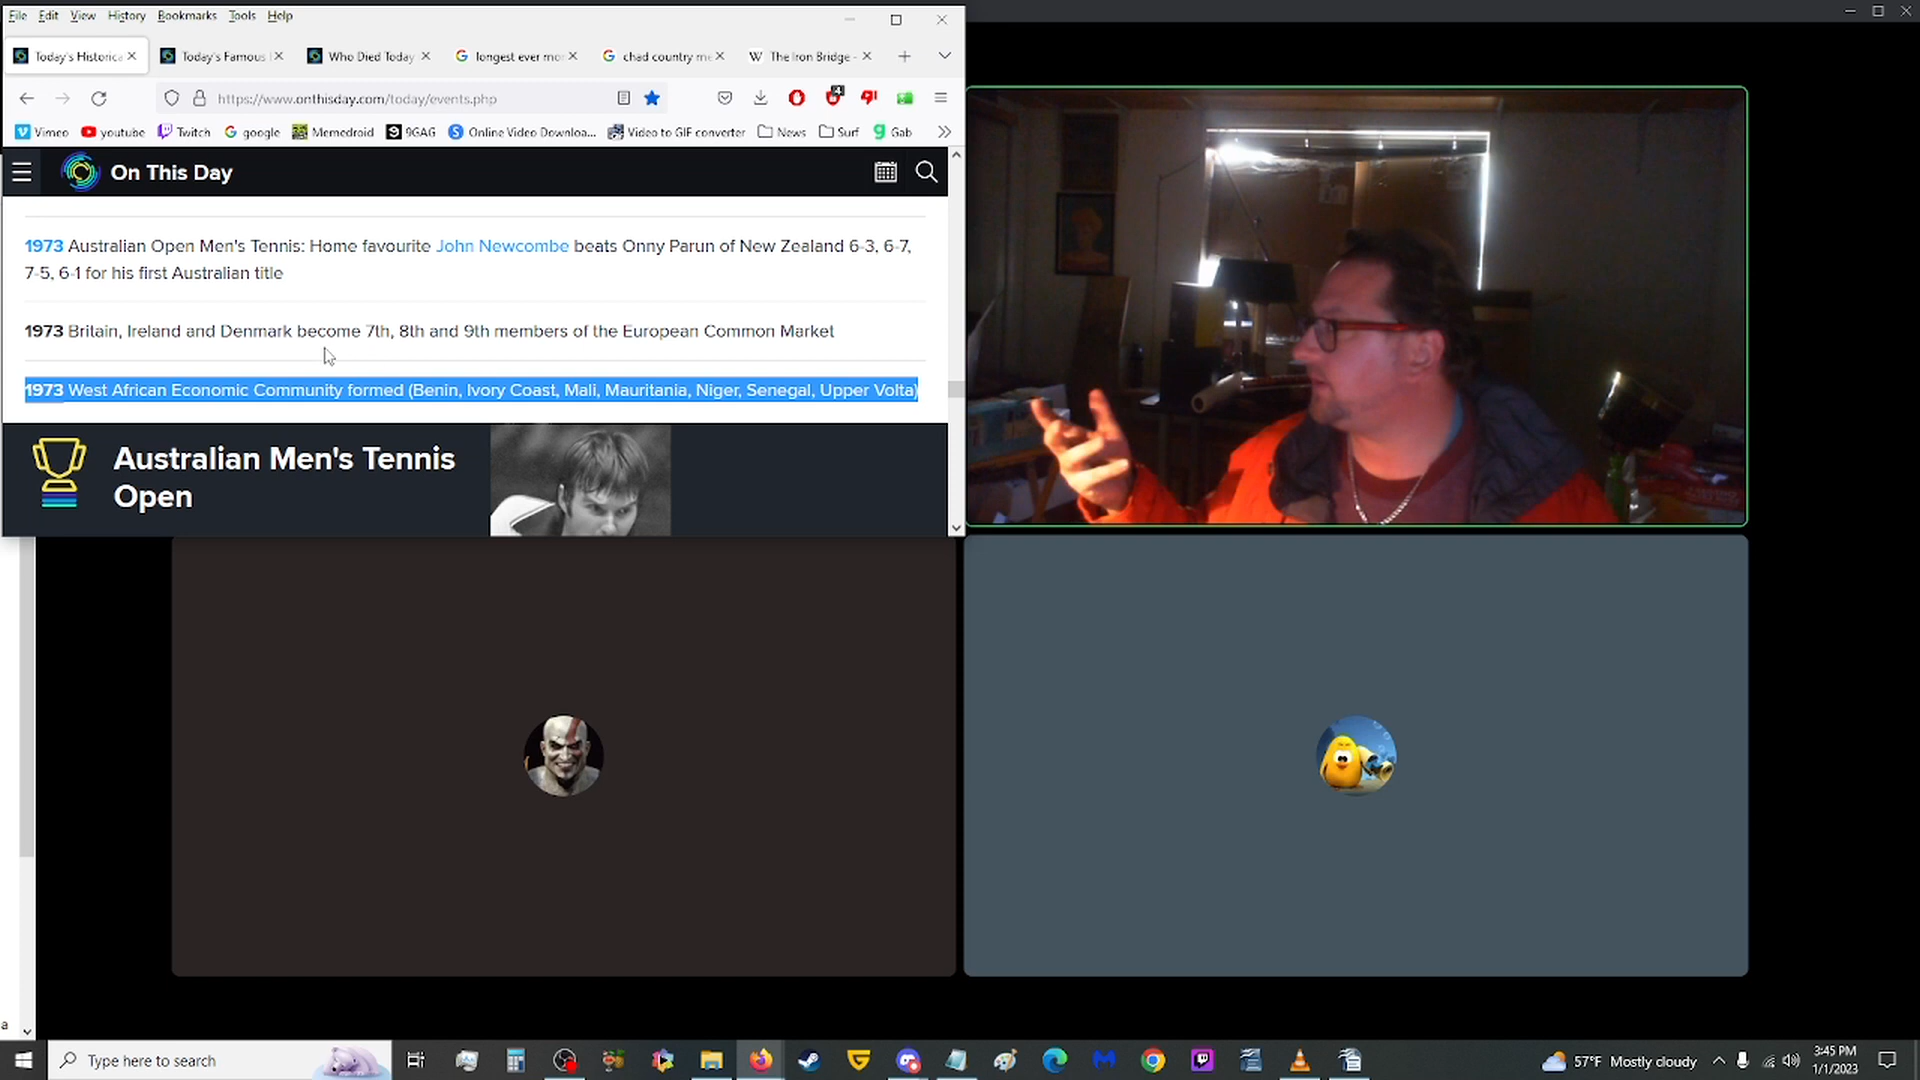 File Edit View History Bookmarks Tools Help
Today's Historica Today's Famous Who Died Today longest ever mo chad country me The Iron Bridge -
https://www.onthisday.com/today/events.php
Vimeo youtube Twitch google Memedroid 9GAG Online Video Downloa... Video to GIF converter News Surf Gab
On This Day
1973 Australian Open Men's Tennis: Home favourite John Newcombe beats Onny Parun of New Zealand 6-3, 6-7,
7-5, 6-1 for his first Australian title
1973 Britain, Ireland and Denmark become 7th, 8th and 9th members of the European Common Market
1973 West African Economic Community formed (Benin, Ivory Coast, Mali, Mauritania, Niger, Senegal, Upper Volta)
Australian Men's Tennis
Open
a
Type here to search
57°F Mostly cloudy
3:45 PM
1/1/2023